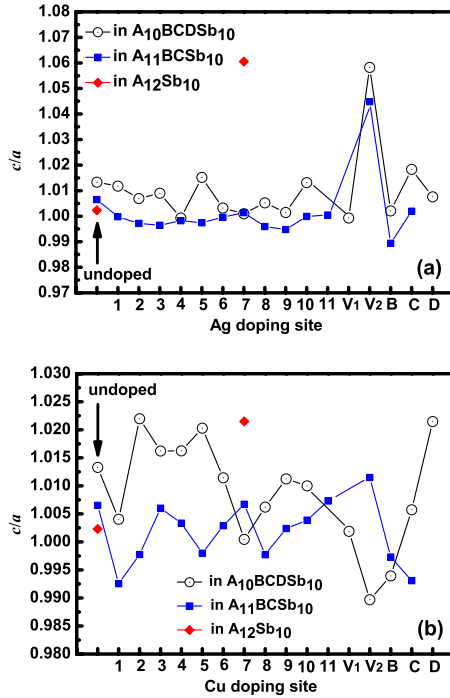 1.08
1.07
1.06
1.05
1.04
1.03
1.02
1.01
1.00
0.99
0.98
0.97
c/a
in A10BCDSb10
in A11BCSb10
in A12Sb10
undoped
(a)
1 2 3 4 5 6 7 8 9 10 11 V1 V2 B C D
Ag doping site
1.030
1.025
1.020
1.015
1.010
1.005
1.000
0.995
0.990
0.985
0.980
c/a
undoped
in A10BCDSb10
in A11BCSb10
in A12Sb10
(b)
1 2 3 4 5 6 7 8 9 10 11 V1 V2 B C D
Cu doping site